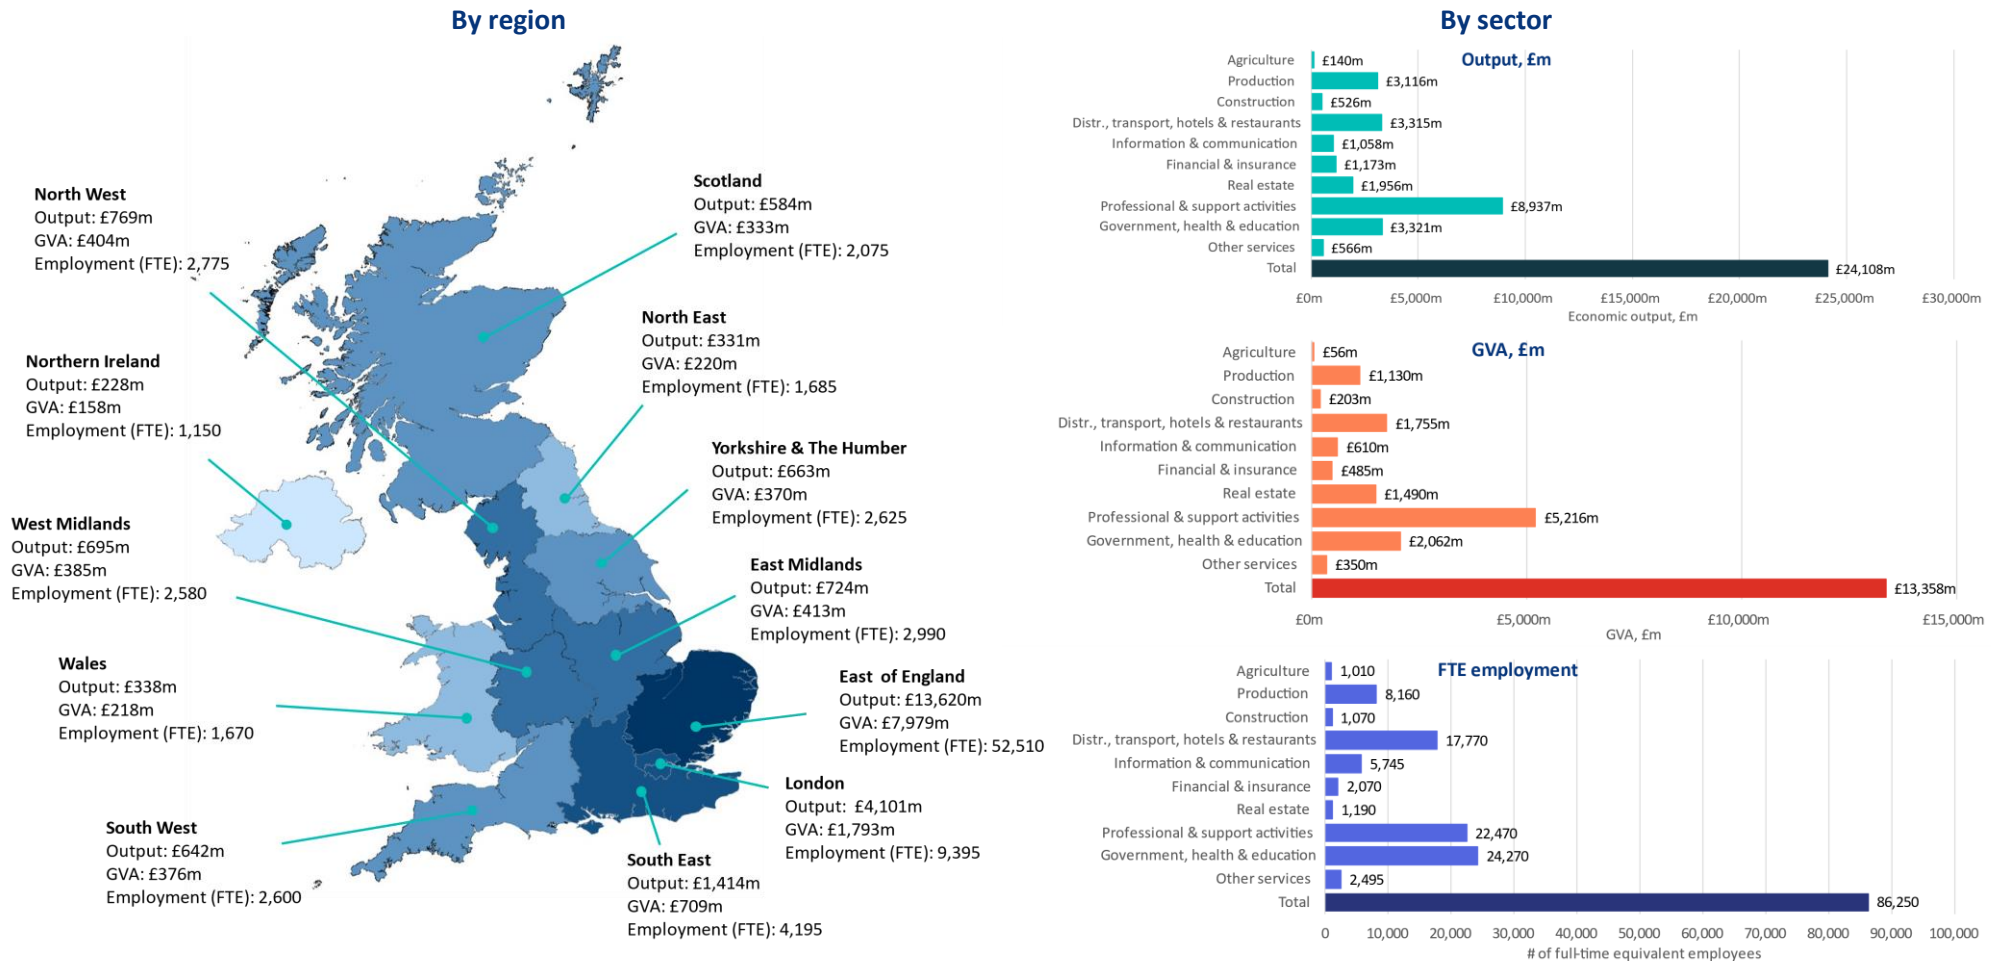 By region
North West
Output: £769m
GVA: £404m
Employment (FTE): 2,775
Scotland
Output: £584m
GVA: £333m
Employment (FTE): 2,075
North East
Output: £331m
GVA: £220m
Employment (FTE): 1,685
Northern Ireland
Output: £228m
GVA: £158m
Employment (FTE): 1,150
Yorkshire & The Humber
Output: £663m
GVA: £370m
Employment (FTE): 2,625
West Midlands
Output: £695m
GVA: £385m
Employment (FTE): 2,580
East Midlands
Output: £724m
GVA: £413m
Employment (FTE): 2,990
Wales
Output: £338m
GVA: £218m
Employment (FTE): 1,670
East of England
Output: £13,620m
GVA: £7,979m
Employment (FTE): 52,510
London
Output: £4,101m
GVA: £1,793m
Employment (FTE): 9,395
South West
Output: £642m
GVA: £376m
Employment (FTE): 2,600
South East
Output: £1,414m
GVA: £709m
Employment (FTE): 4,195
By sector
Output, £m
Agriculture £140m
Production £3,116m
Construction £526m
Distr., transport, hotels & restaurants £3,315m
Information & communication £1,058m
Financial & insurance £1,173m
Real estate £1,956m
Professional & support activities £8,937m
Government, health & education £3,321m
Other services £566m
Total £24,108m
£0m £5,000m £10,000m £15,000m £20,000m £25,000m £30,000m
Economic output, £m
GVA, £m
Agriculture £56m
Production £1,130m
Construction £203m
Distr., transport, hotels & restaurants £1,755m
Information & communication £610m
Financial & insurance £485m
Real estate £1,490m
Professional & support activities £5,216m
Government, health & education £2,062m
Other services £350m
Total £13,358m
£0m £5,000m £10,000m £15,000m
GVA, £m
FTE employment
Agriculture 1,010
Production 8,160
Construction 1,070
Distr., transport, hotels & restaurants 17,770
Information & communication 5,745
Financial & insurance 2,070
Real estate 1,190
Professional & support activities 22,470
Government, health & education 24,270
Other services 2,495
Total 86,250
0 10,000 20,000 30,000 40,000 50,000 60,000 70,000 80,000 90,000 100,000
# of full-time equivalent employees